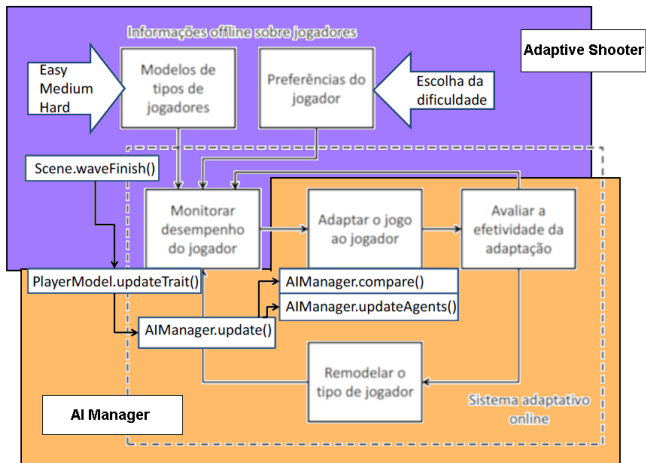 Informações offline sobre jogadores
Adaptive Shooter
Easy
Medium
Hard
Modelos de
tipos de
jogadores
Preferências do
jogador
Escolha da
dificuldade
Scene.waveFinish()
Monitorar
desempenho
do jogador
Adaptar o jogo
ao jogador
Avaliar a
efetividade da
adaptação
PlayerModel.updateTrait()
AIManager.compare()
AIManager.updateAgents()
AIManager.update()
Remodelar o
tipo de jogador
AI Manager
Sistema adaptativo
online